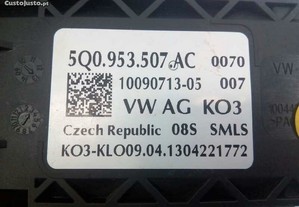 CustoJusto.pt
5Q0.953.507.AC 0070
10090713-05 007
VW AG KO3
Czech Republic 08S SMLS
KO3-KLO09.04.1304221772
VW-